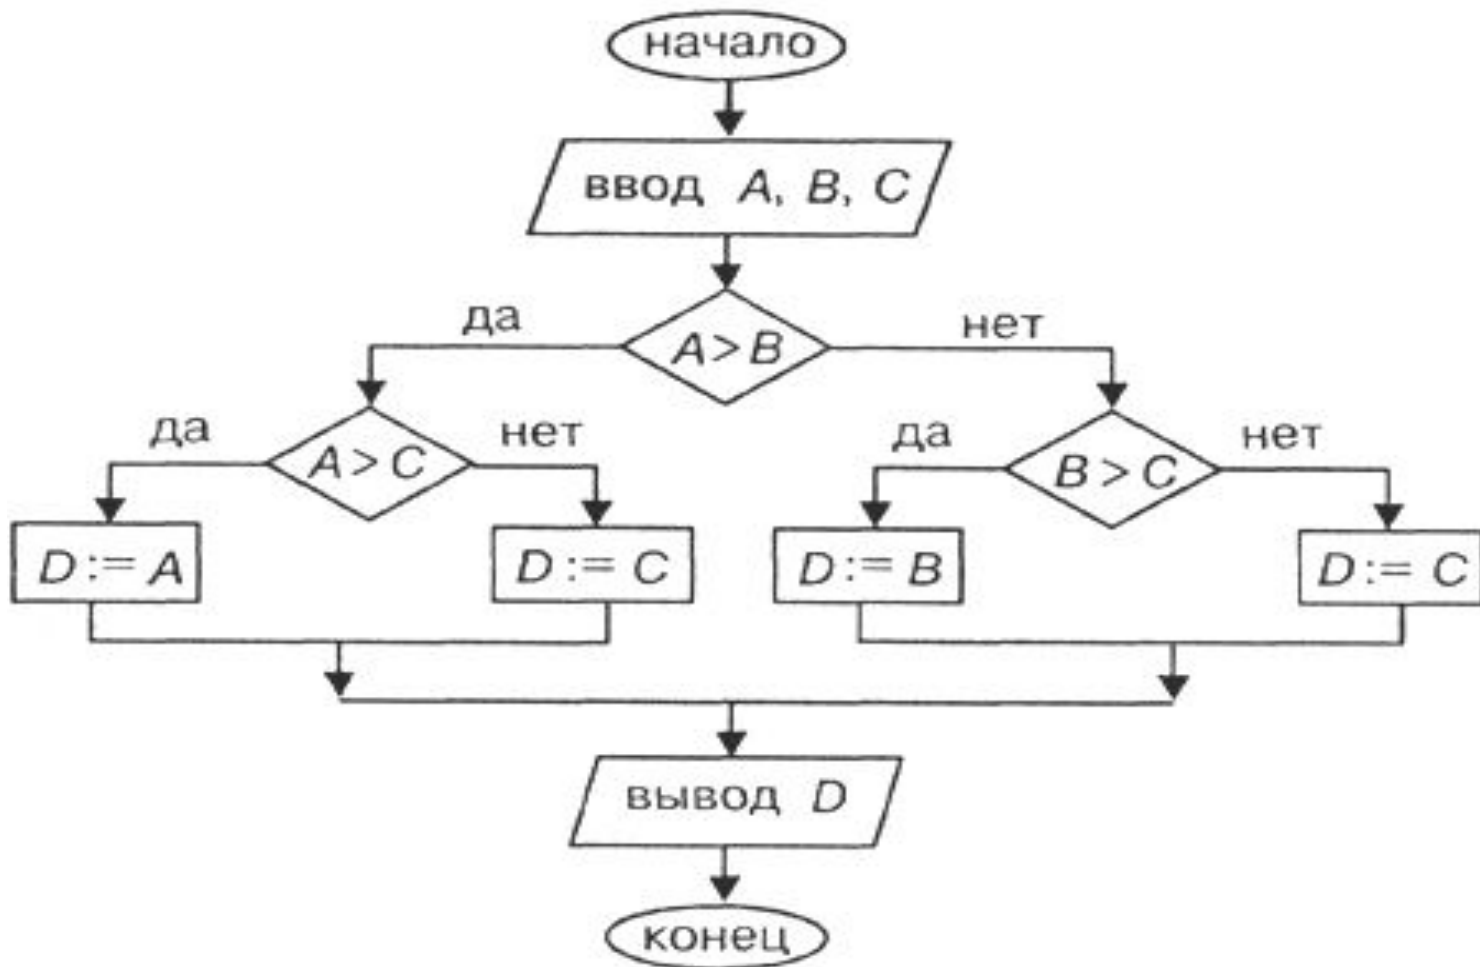 начало
ввод A, B, C
да
A > B
нет
да
A > C
нет
да
B > C
нет
D := A
D := C
D := B
D := C
вывод D
конец